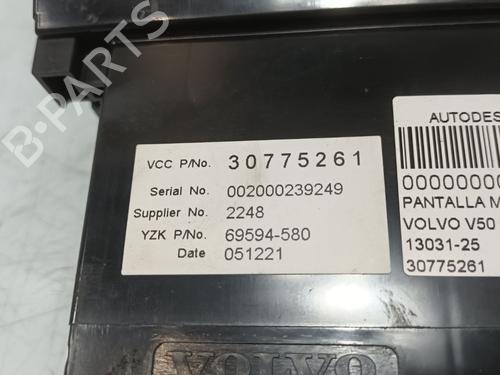 B-PARTS
VCC P/No. 30775261
Serial No. 002000239249
Supplier No. 2248
YZK P/No. 69594-580
Date 051221
AUTODES
PANTALLA M
VOLVO V50
13031-25
30775261
VOLVO